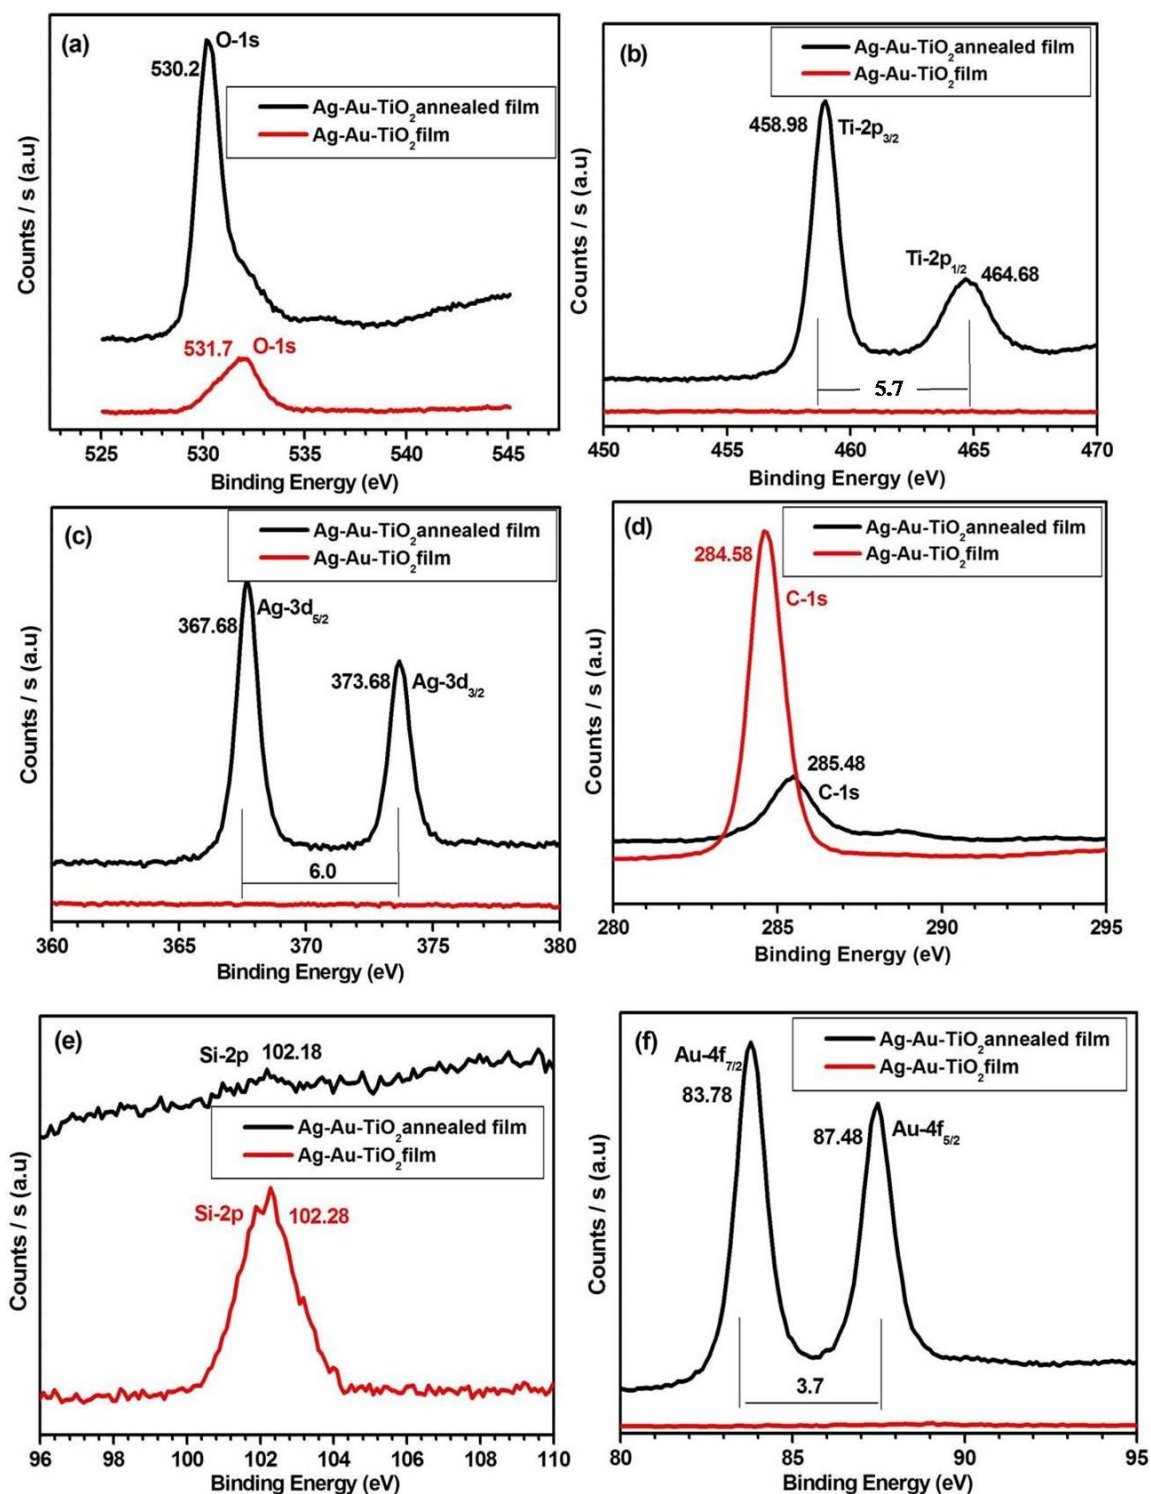 (a)
O-1s
530.2
Ag-Au-TiO2annealed film
Ag-Au-TiO2film
531.7 O-1s
Counts / s (a.u)
525 530 535 540 545
Binding Energy (eV)
(b)
Ag-Au-TiO2annealed film
Ag-Au-TiO2film
458.98 Ti-2p3/2
Ti-2p1/2 464.68
5.7
Counts / s (a.u)
450 455 460 465 470
Binding Energy (eV)
(c)
Ag-Au-TiO2annealed film
Ag-Au-TiO2film
367.68 Ag-3d5/2
373.68 Ag-3d3/2
6.0
Counts / s (a.u)
360 365 370 375 380
Binding Energy (eV)
(d)
Ag-Au-TiO2annealed film
Ag-Au-TiO2film
284.58
C-1s
285.48
C-1s
Counts / s (a.u)
280 285 290 295
Binding Energy (eV)
(e)
Si-2p 102.18
Ag-Au-TiO2annealed film
Ag-Au-TiO2film
Si-2p 102.28
Counts / s (a.u)
96 98 100 102 104 106 108 110
Binding Energy (eV)
(f)
Ag-Au-TiO2annealed film
Ag-Au-TiO2film
Au-4f7/2
83.78
87.48 Au-4f5/2
3.7
Counts / s (a.u)
80 85 90 95
Binding Energy (eV)